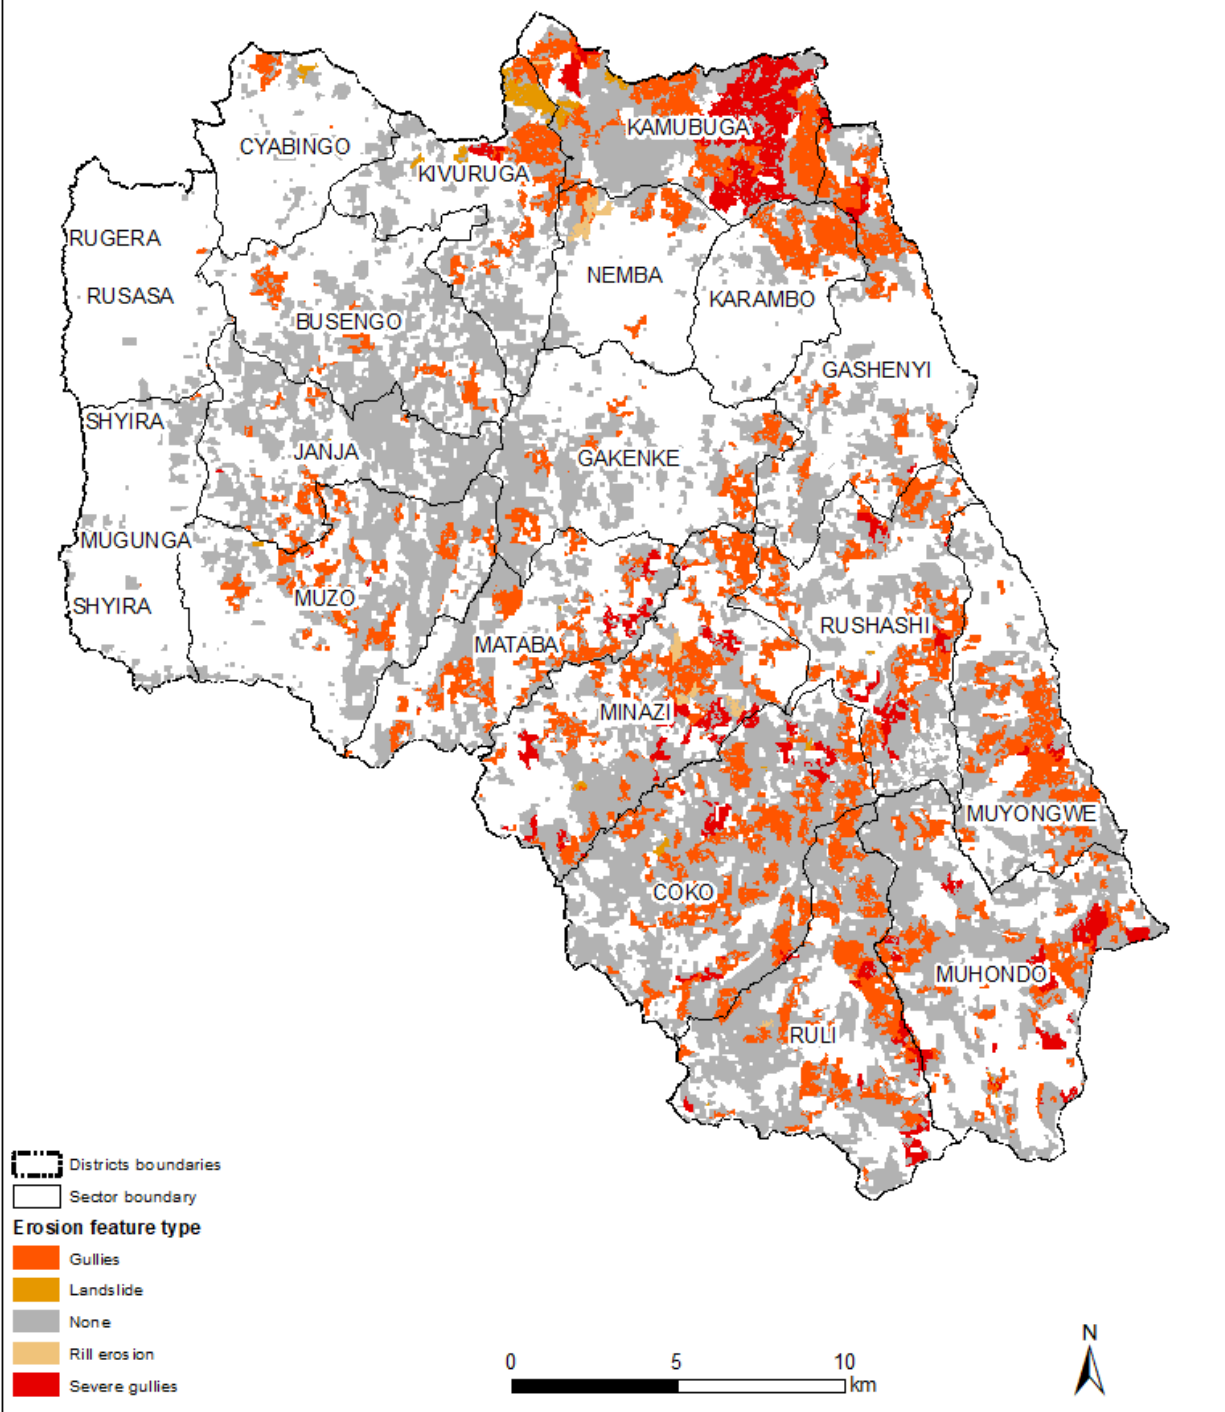 CYABINGO
KAMUBUGA
KIVURUGA
RUGERA
NEMBA
RUSASA
KARAMBO
BUSENGO
GASHENYI
SHYIRA
JANJA
GAKENKE
MUGUNGA
MUZO
SHYIRA
RUSHASHI
MATABA
MINAZI
MUYONGWE
COKO
MUHONDO
RULI
Districts boundaries
Sector boundary
Erosion feature type
Gullies
Landslide
None
Rill erosion
Severe gullies
0 5 10
km
N